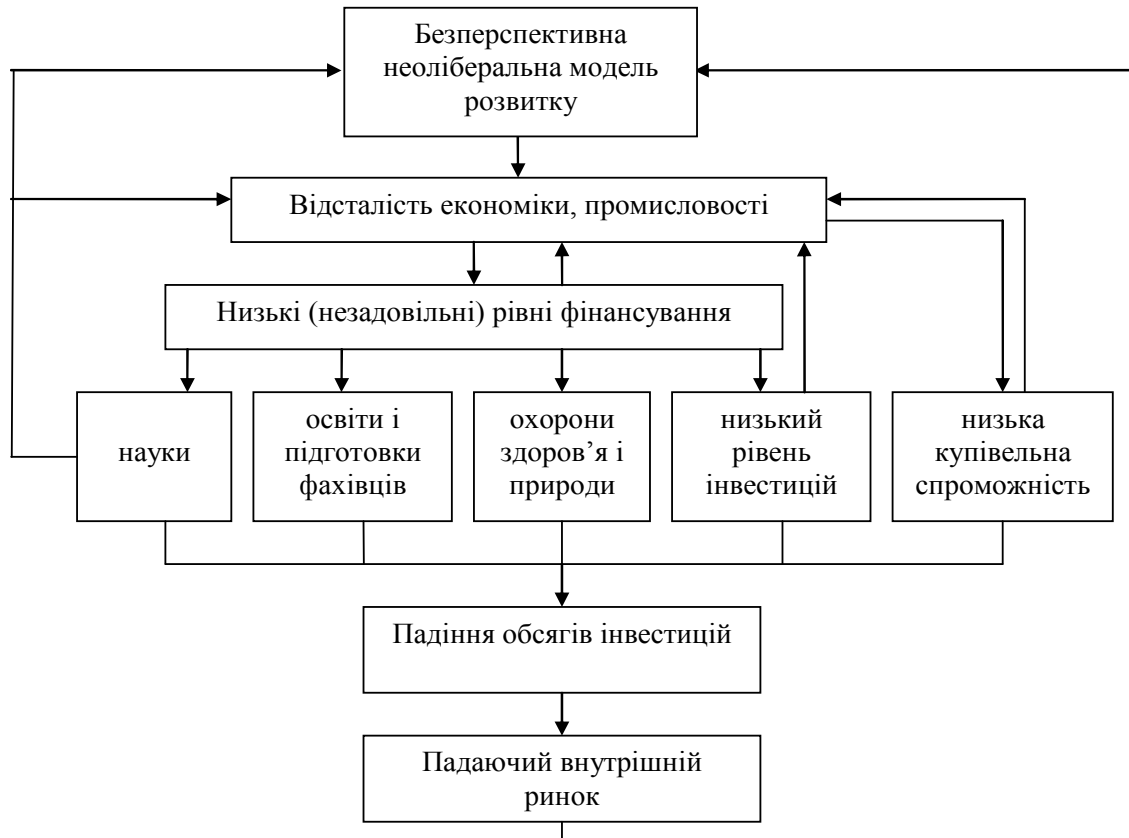 Безперспективна
неоліберальна модель
розвитку
Відсталість економіки, промисловості
Низькі (незадовільні) рівні фінансування
науки
освіти і
підготовки
фахівців
охорони
здоров’я і
природи
низький
рівень
інвестицій
низька
купівельна
спроможність
Падіння обсягів інвестицій
Падаючий внутрішній
ринок